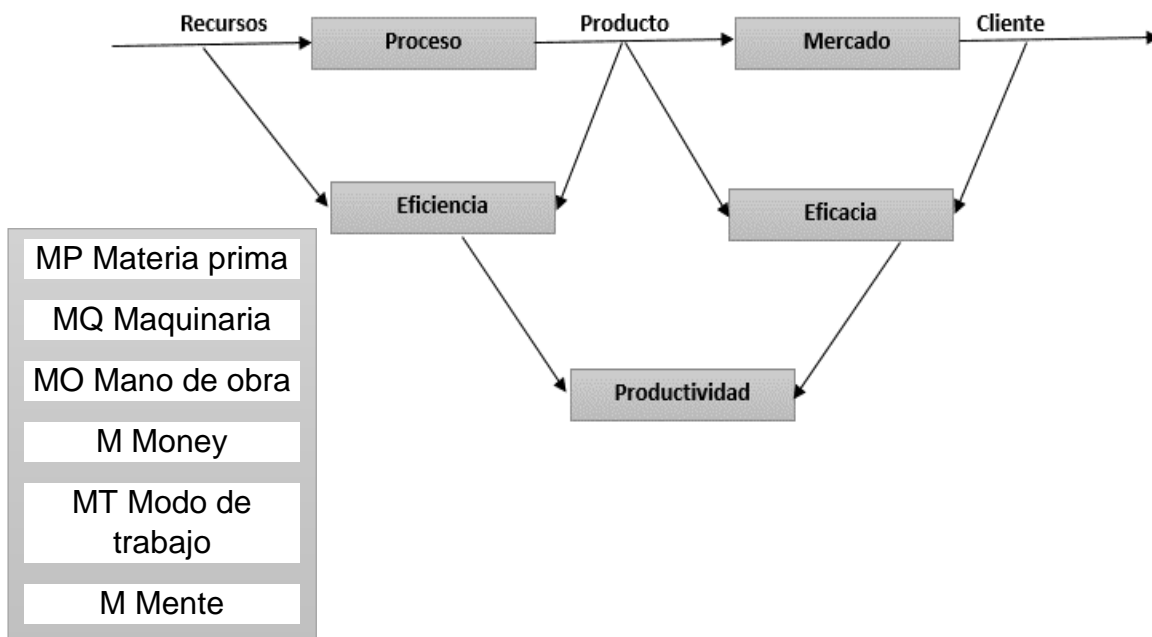 Recursos
Proceso
Producto
Mercado
Cliente
Eficiencia
Eficacia
Productividad
MP Materia prima
MQ Maquinaria
MO Mano de obra
M Money
MT Modo de
trabajo
M Mente